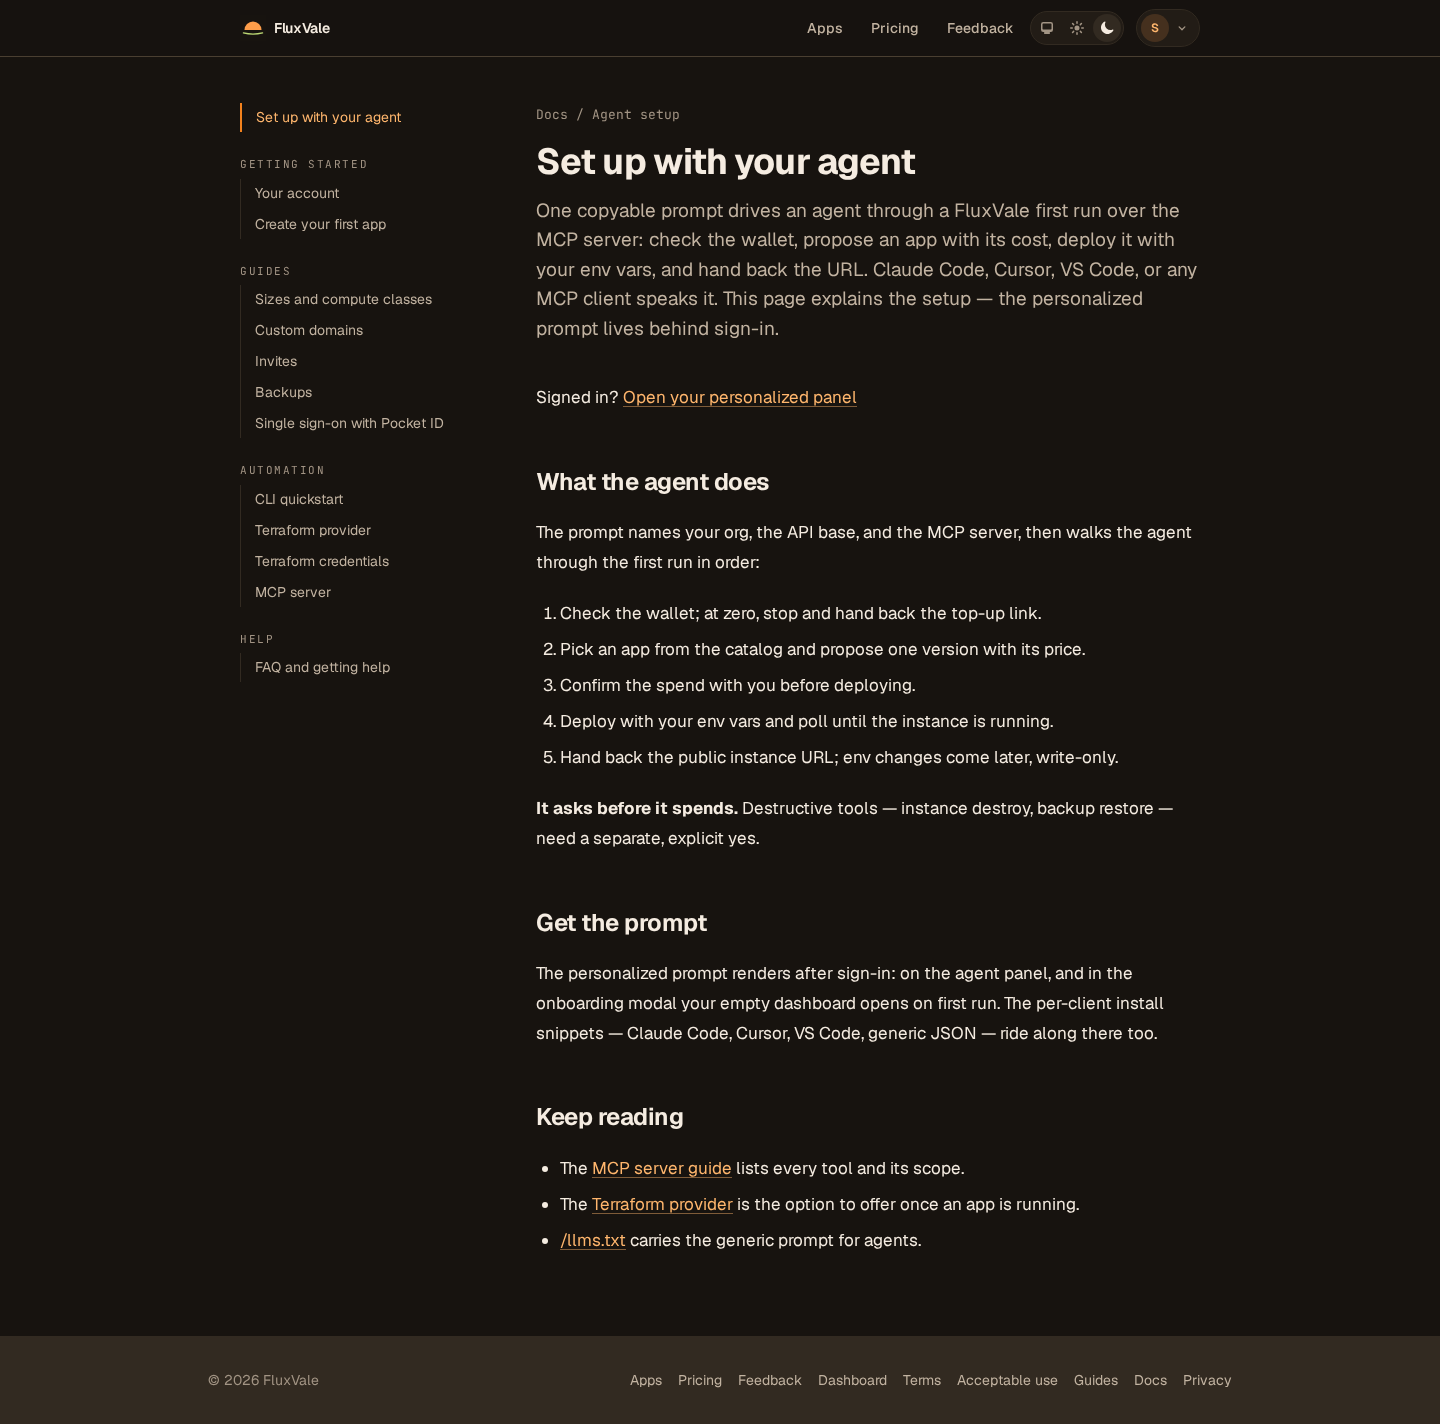 FluxVale
Apps
Pricing
Feedback
S
Set up with your agent
GETTING STARTED
Your account
Create your first app
GUIDES
Sizes and compute classes
Custom domains
Invites
Backups
Single sign-on with Pocket ID
AUTOMATION
CLI quickstart
Terraform provider
Terraform credentials
MCP server
HELP
FAQ and getting help
Docs / Agent setup
Set up with your agent
One copyable prompt drives an agent through a FluxVale first run over the
MCP server: check the wallet, propose an app with its cost, deploy it with
your env vars, and hand back the URL. Claude Code, Cursor, VS Code, or any
MCP client speaks it. This page explains the setup — the personalized
prompt lives behind sign-in.
Signed in? Open your personalized panel
What the agent does
The prompt names your org, the API base, and the MCP server, then walks the agent
through the first run in order:
1. Check the wallet; at zero, stop and hand back the top-up link.
2. Pick an app from the catalog and propose one version with its price.
3. Confirm the spend with you before deploying.
4. Deploy with your env vars and poll until the instance is running.
5. Hand back the public instance URL; env changes come later, write-only.
It asks before it spends. Destructive tools — instance destroy, backup restore —
need a separate, explicit yes.
Get the prompt
The personalized prompt renders after sign-in: on the agent panel, and in the
onboarding modal your empty dashboard opens on first run. The per-client install
snippets — Claude Code, Cursor, VS Code, generic JSON — ride along there too.
Keep reading
• The MCP server guide lists every tool and its scope.
• The Terraform provider is the option to offer once an app is running.
• /llms.txt carries the generic prompt for agents.
© 2026 FluxVale
Apps
Pricing
Feedback
Dashboard
Terms
Acceptable use
Guides
Docs
Privacy